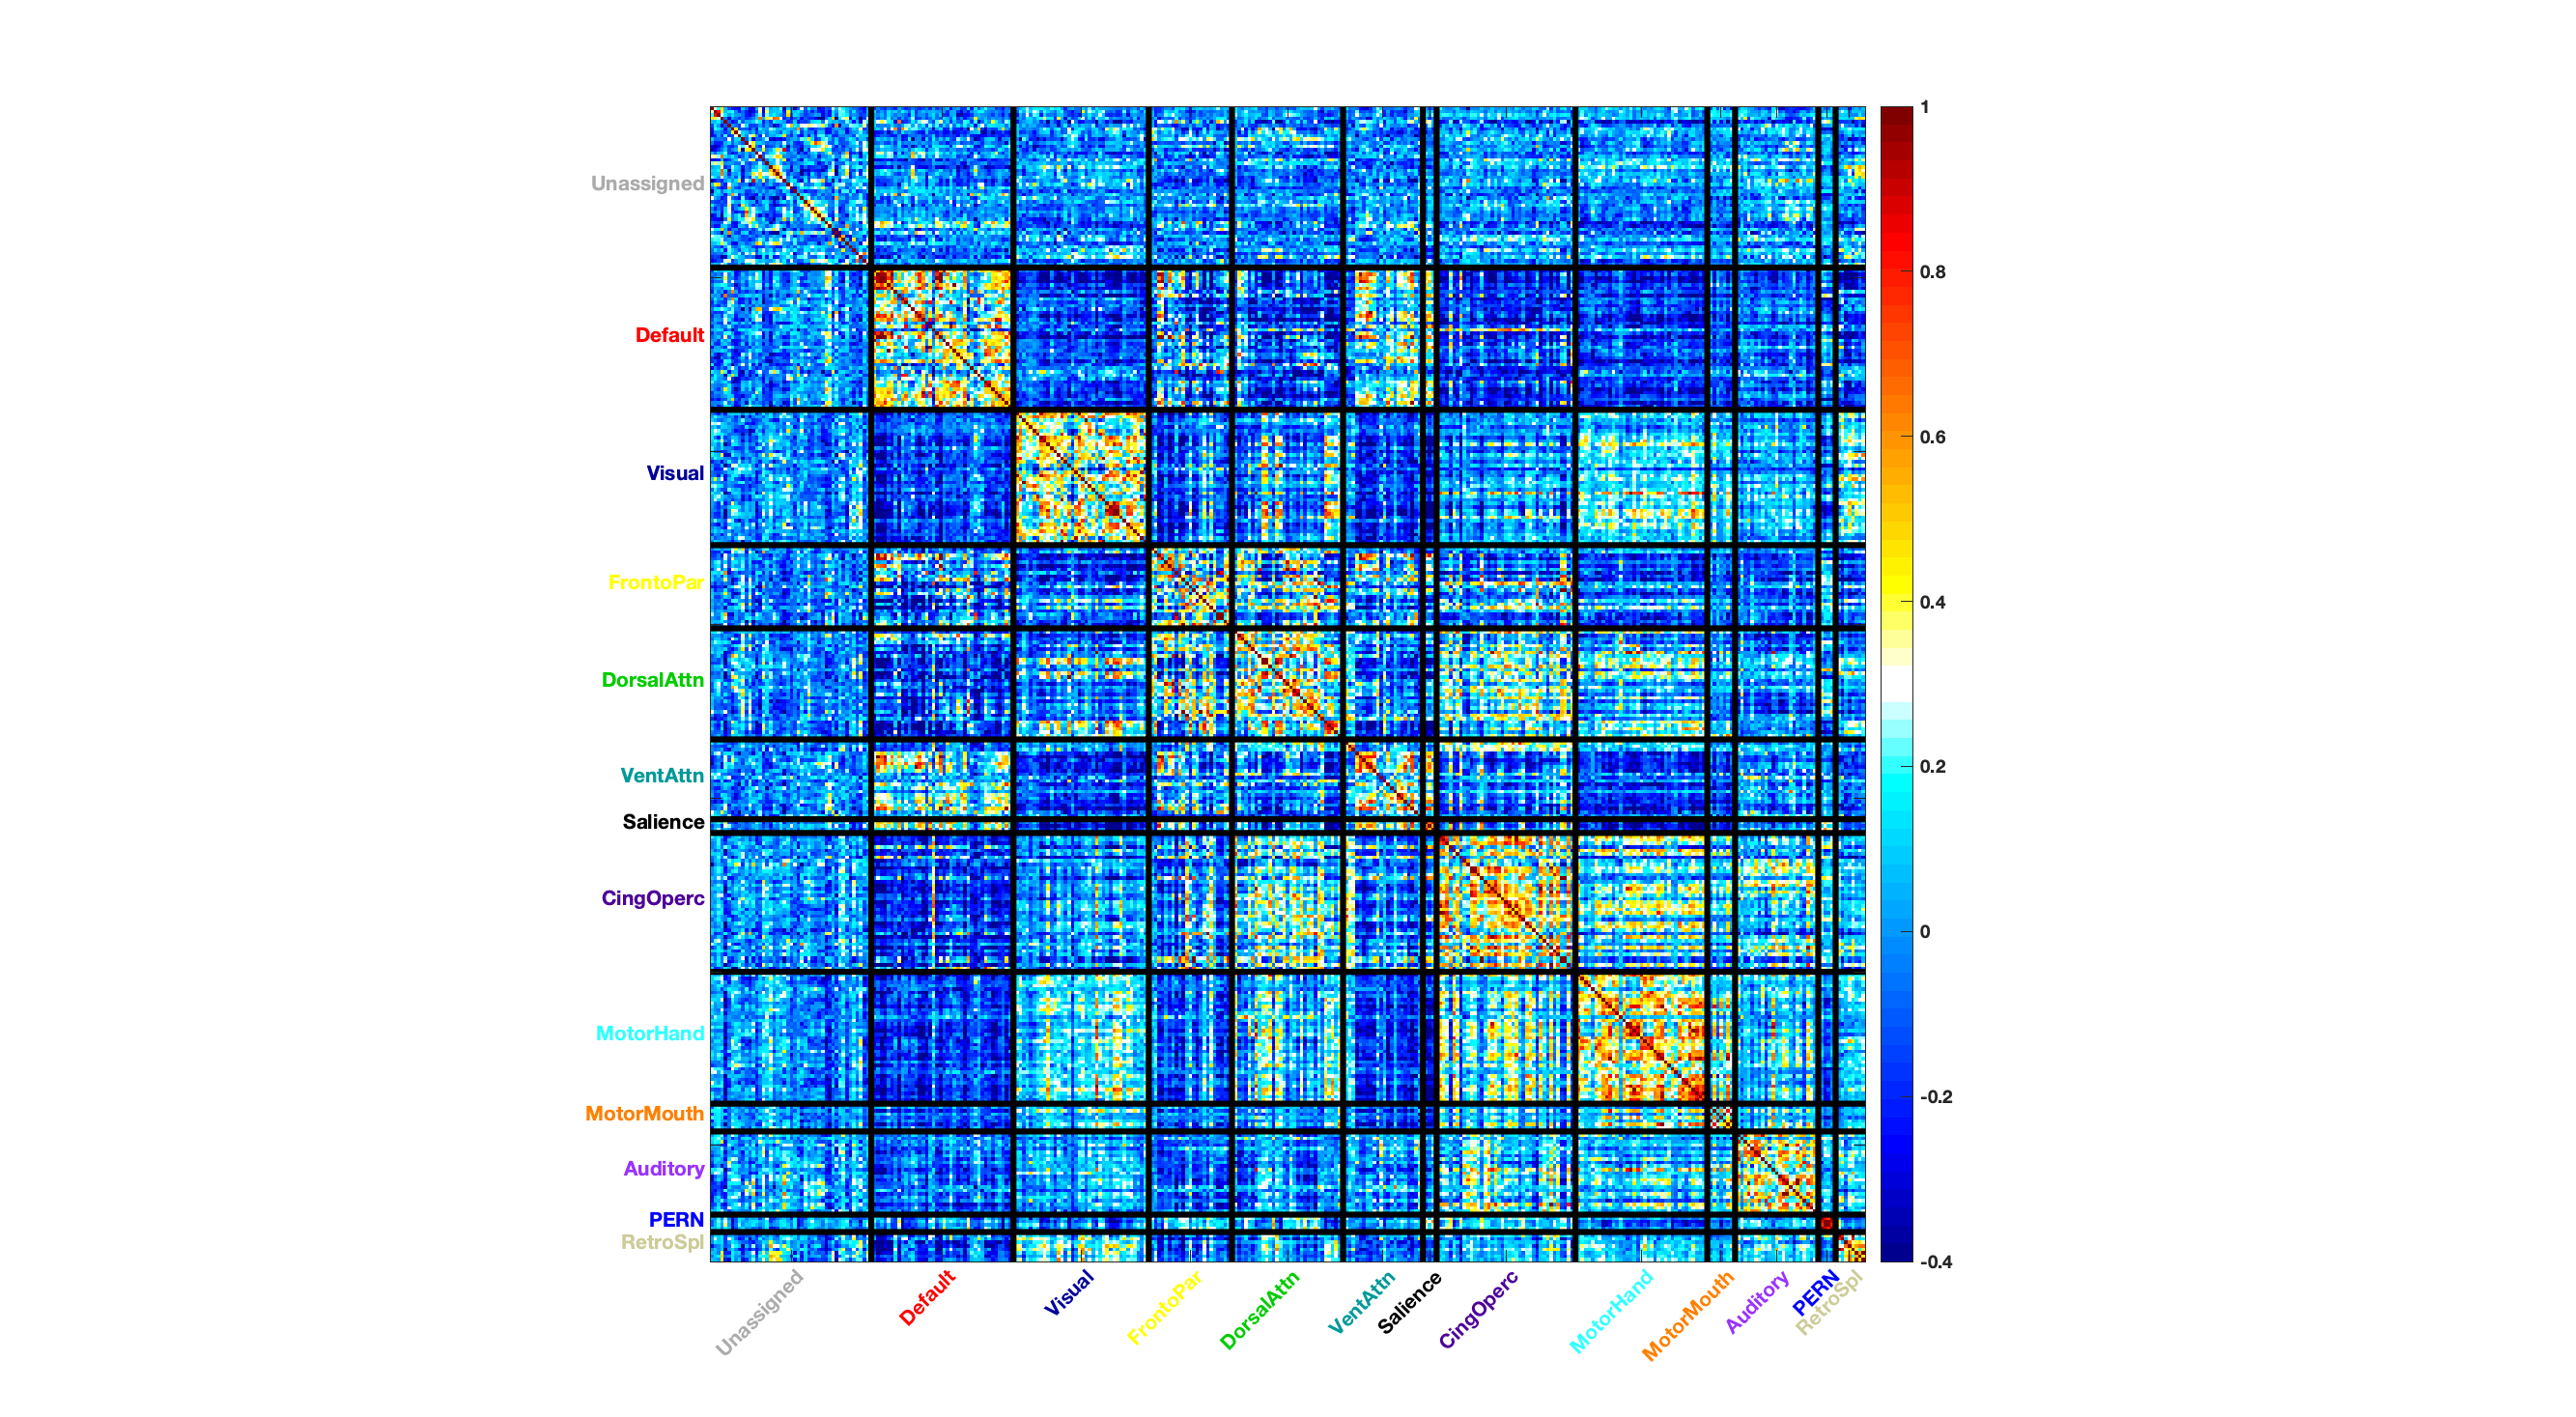 Unassigned
Default
Visual
FrontoPar
DorsalAttn
VentAttn
Salience
CingOperc
MotorHand
MotorMouth
Auditory
PERN
RetroSpl
Unassigned
Default
Visual
FrontoPar
DorsalAttn
VentAttn
Salience
CingOperc
MotorHand
MotorMouth
Auditory
PERN
RetroSpl
1
0.8
0.6
0.4
0.2
0
-0.2
-0.4